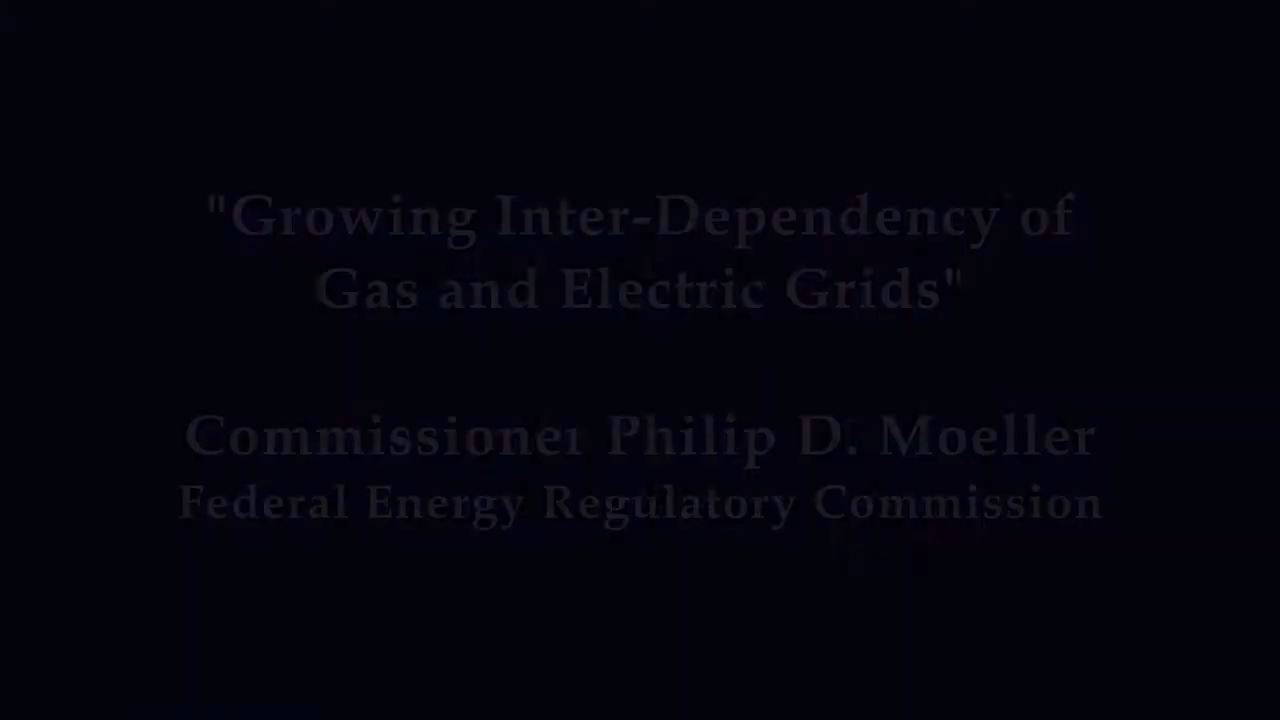 "Growing Inter-Dependency of
Gas and Electric Grids"
Commissioner Philip D. Moeller
Federal Energy Regulatory Commission